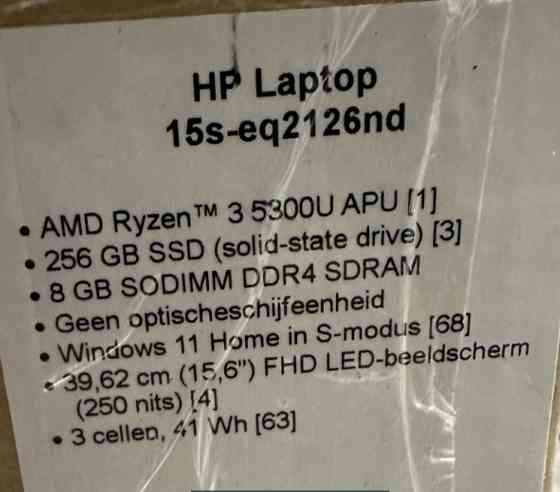 HP Laptop
15s-eq2126nd
• AMD Ryzen™ 3 5300U APU [1]
• 256 GB SSD (solid-state drive) [3]
• 8 GB SODIMM DDR4 SDRAM
• Geen optischeschijfeenheid
• Windows 11 Home in S-modus [68]
• 39,62 cm (15,6") FHD LED-beeldscherm
(250 nits) [4]
• 3 cellen, 41 Wh [63]